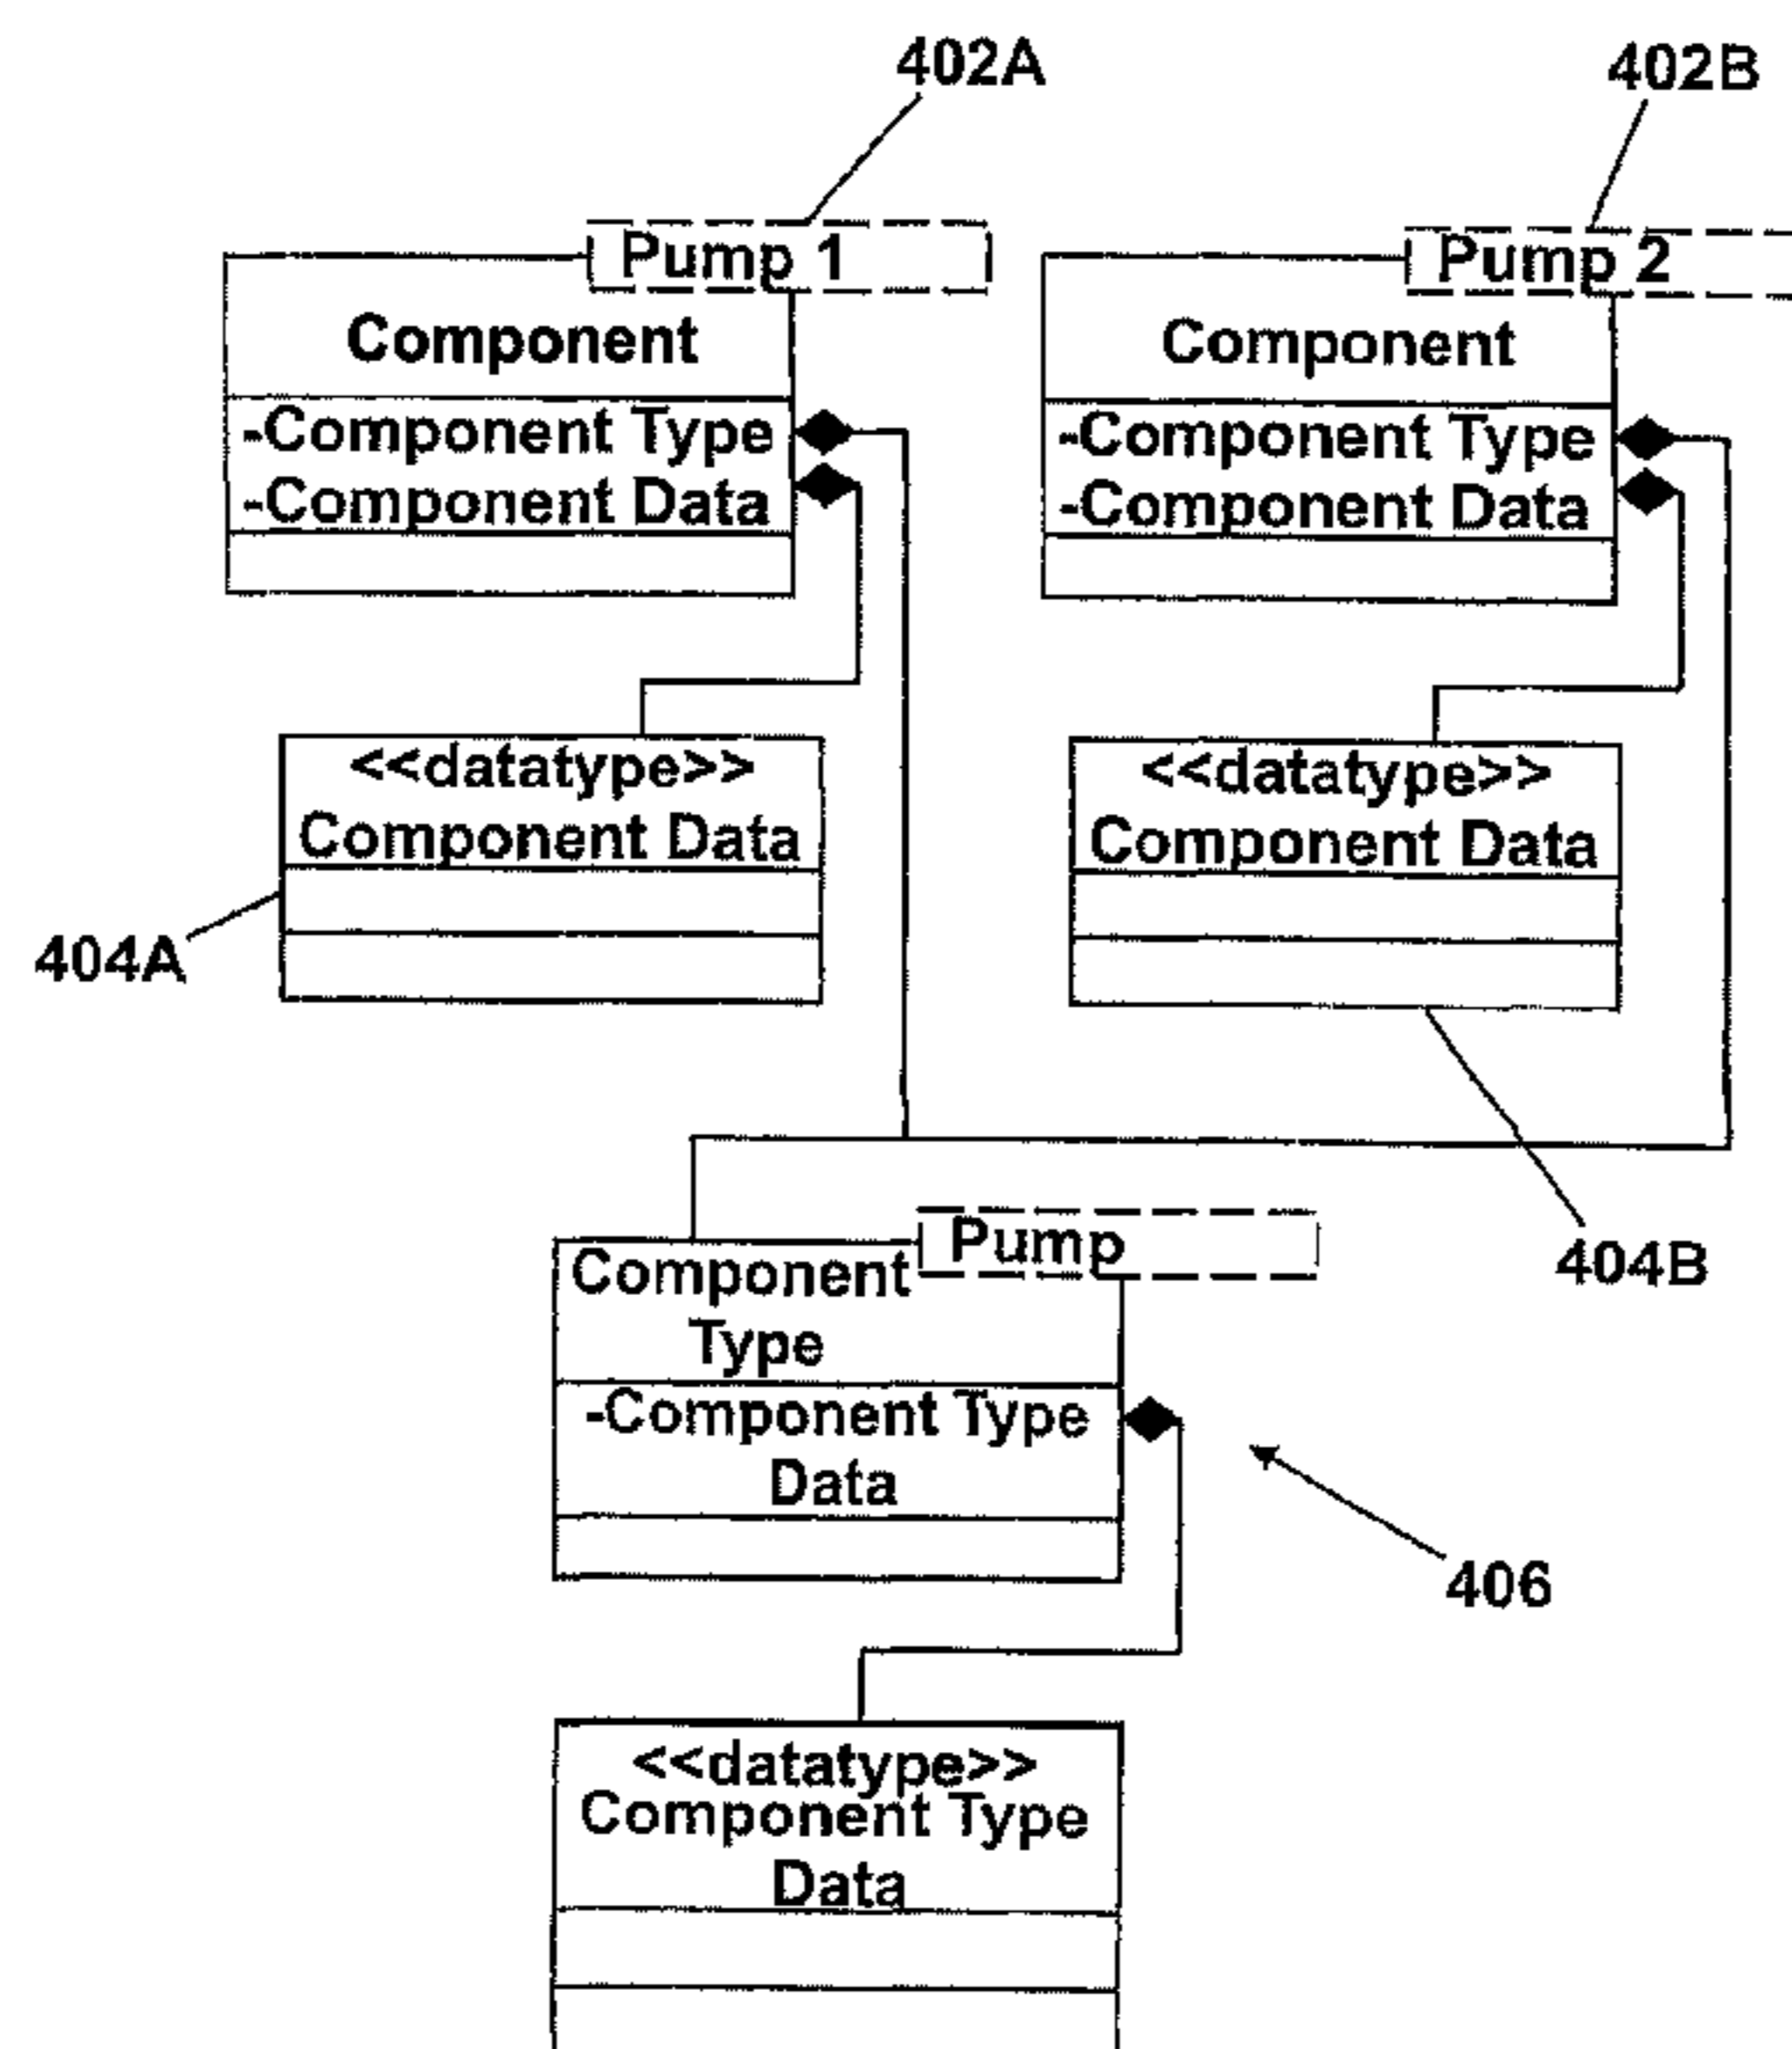 402A
402B
Pump 1
Pump 2
Component
Component
-Component Type
-Component Data
-Component Type
-Component Data
<<datatype>>
Component Data
<<datatype>>
Component Data
404A
404B
Pump
Component
Type
-Component Type
Data
406
<<datatype>>
Component Type
Data